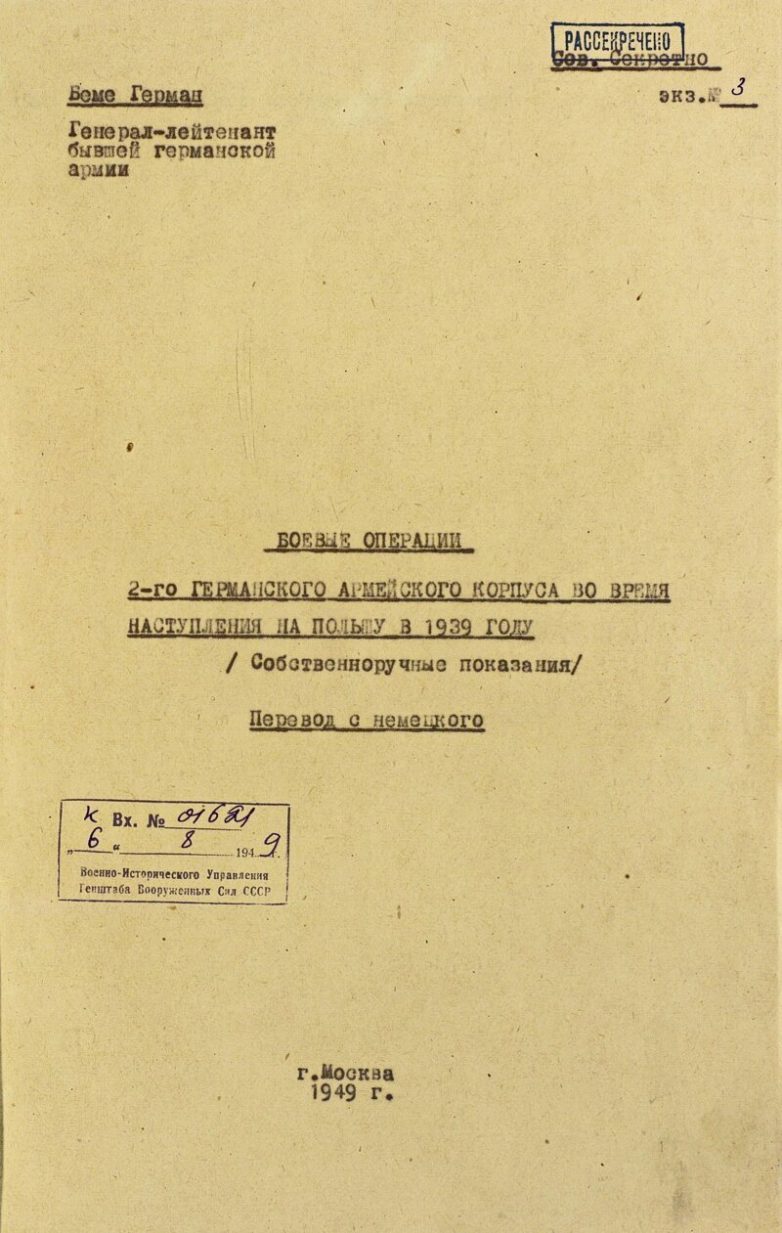 РАССЕКРЕЧЕНО
Сов. Секретно
экз.№ 3
Беме Герман
Генерал-лейтенант
бывшей германской
армии
БОЕВЫЕ ОПЕРАЦИИ
2-го ГЕРМАНСКОГО АРМЕЙСКОГО КОРПУСА ВО ВРЕМЯ
НАСТУПЛЕНИЯ НА ПОЛЬШУ В 1939 ГОДУ
/ Собственноручные показания/
Перевод с немецкого
к Вх. №
„ 6 “ 8 1949 г.
Военно-Исторического Управления
Генштаба Вооруженных Сил СССР
г.Москва
1949 г.